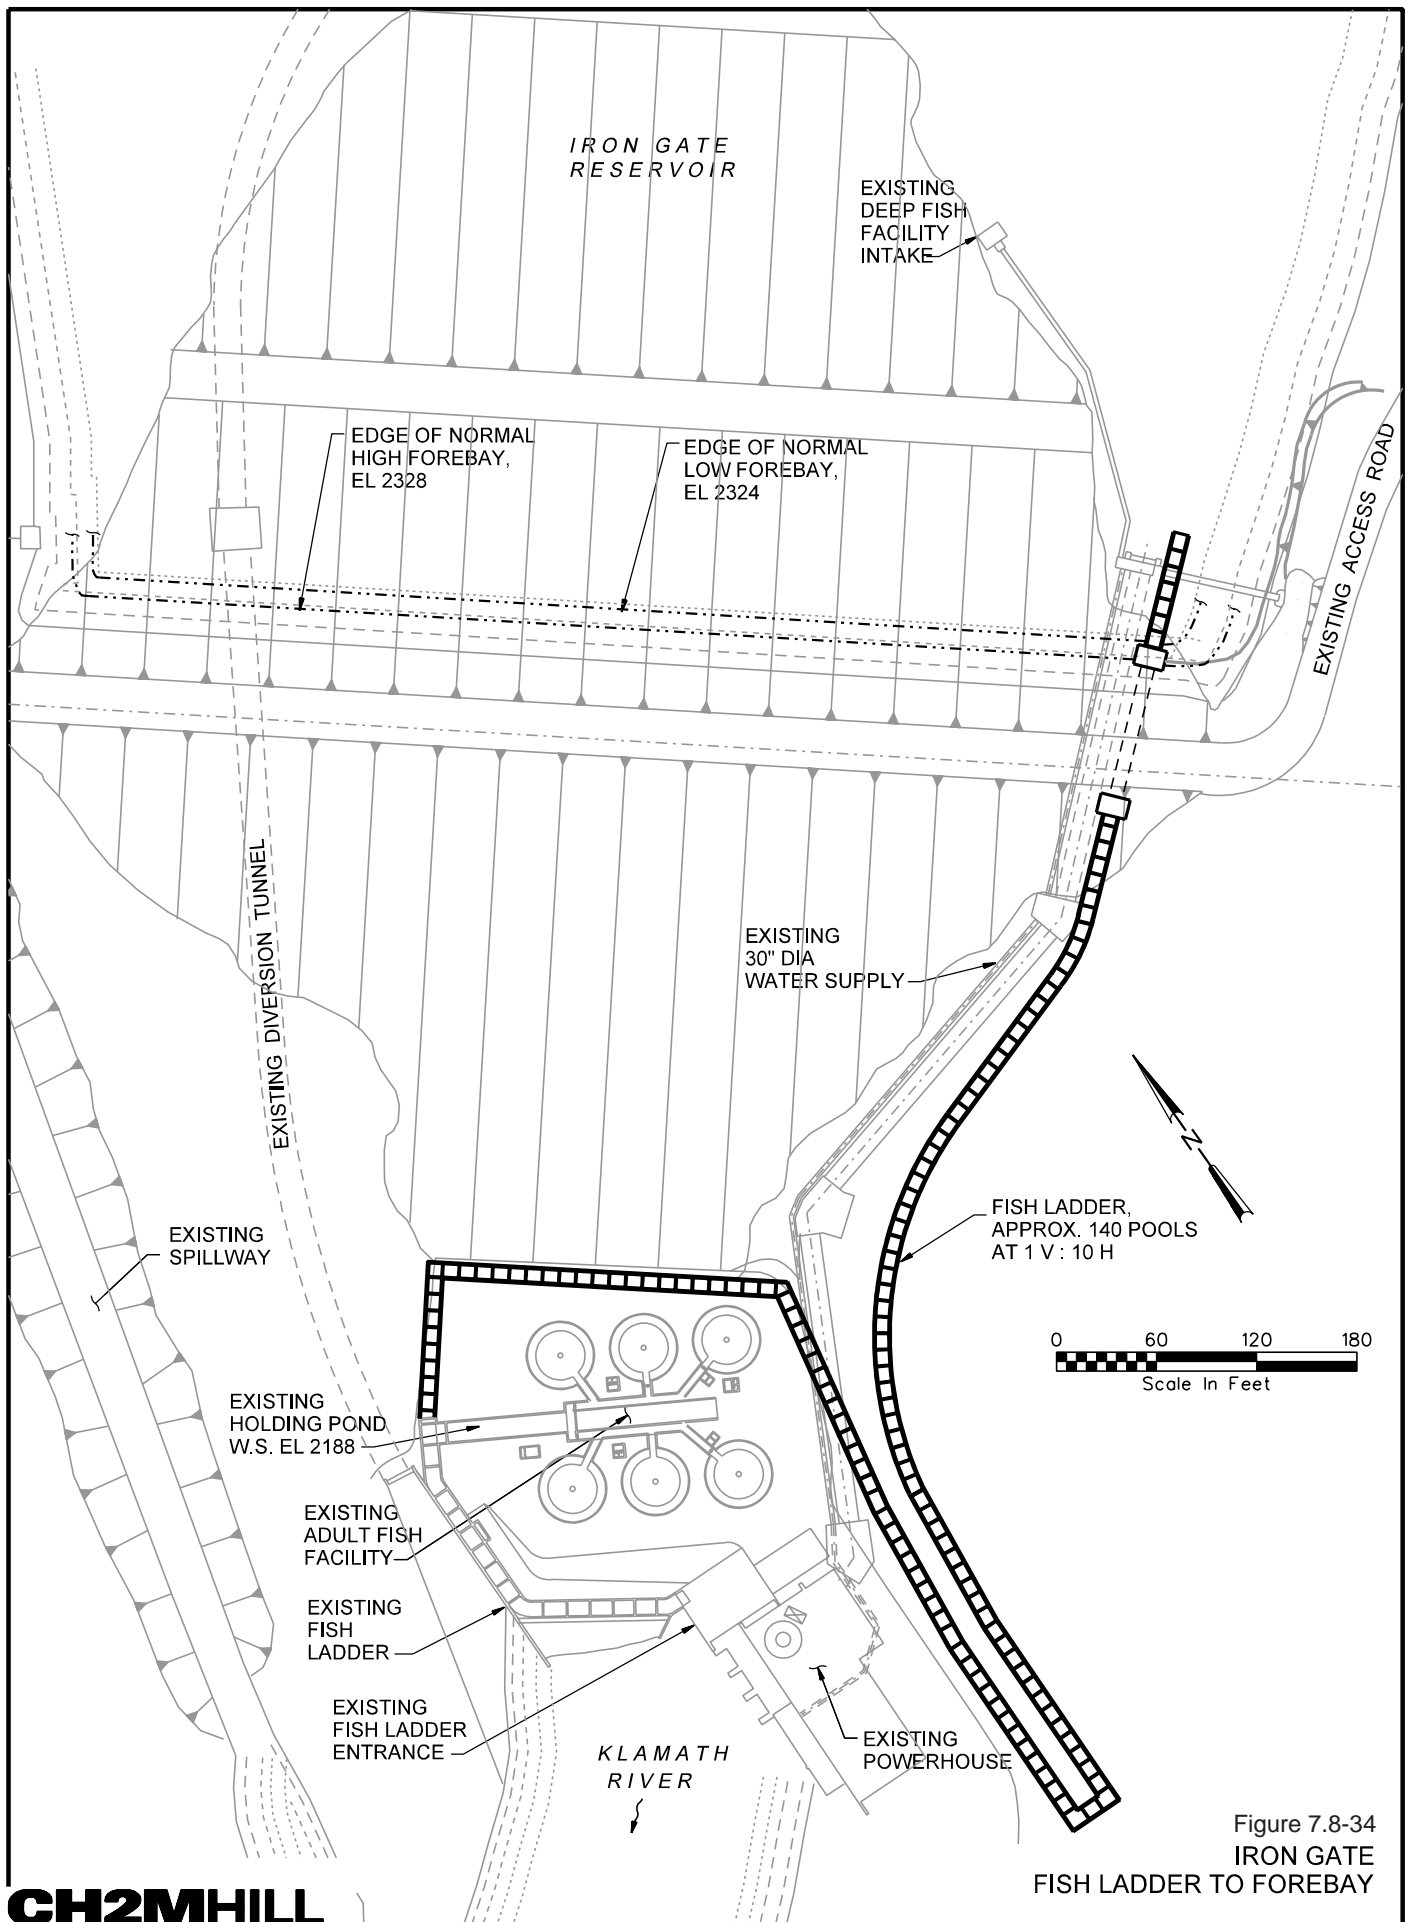 IRON GATE
RESERVOIR
EXISTING
DEEP FISH
FACILITY
INTAKE
EDGE OF NORMAL
HIGH FOREBAY,
EL 2328
EDGE OF NORMAL
LOW FOREBAY,
EL 2324
EXISTING ACCESS ROAD
EXISTING DIVERSION TUNNEL
EXISTING
30" DIA
WATER SUPPLY
N
EXISTING
SPILLWAY
FISH LADDER,
APPROX. 140 POOLS
AT 1 V : 10 H
0 60 120 180
Scale In Feet
EXISTING
HOLDING POND
W.S. EL 2188
EXISTING
ADULT FISH
FACILITY
EXISTING
FISH
LADDER
EXISTING
FISH LADDER
ENTRANCE
KLAMATH
RIVER
EXISTING
POWERHOUSE
Figure 7.8-34
IRON GATE
FISH LADDER TO FOREBAY
CH2MHILL